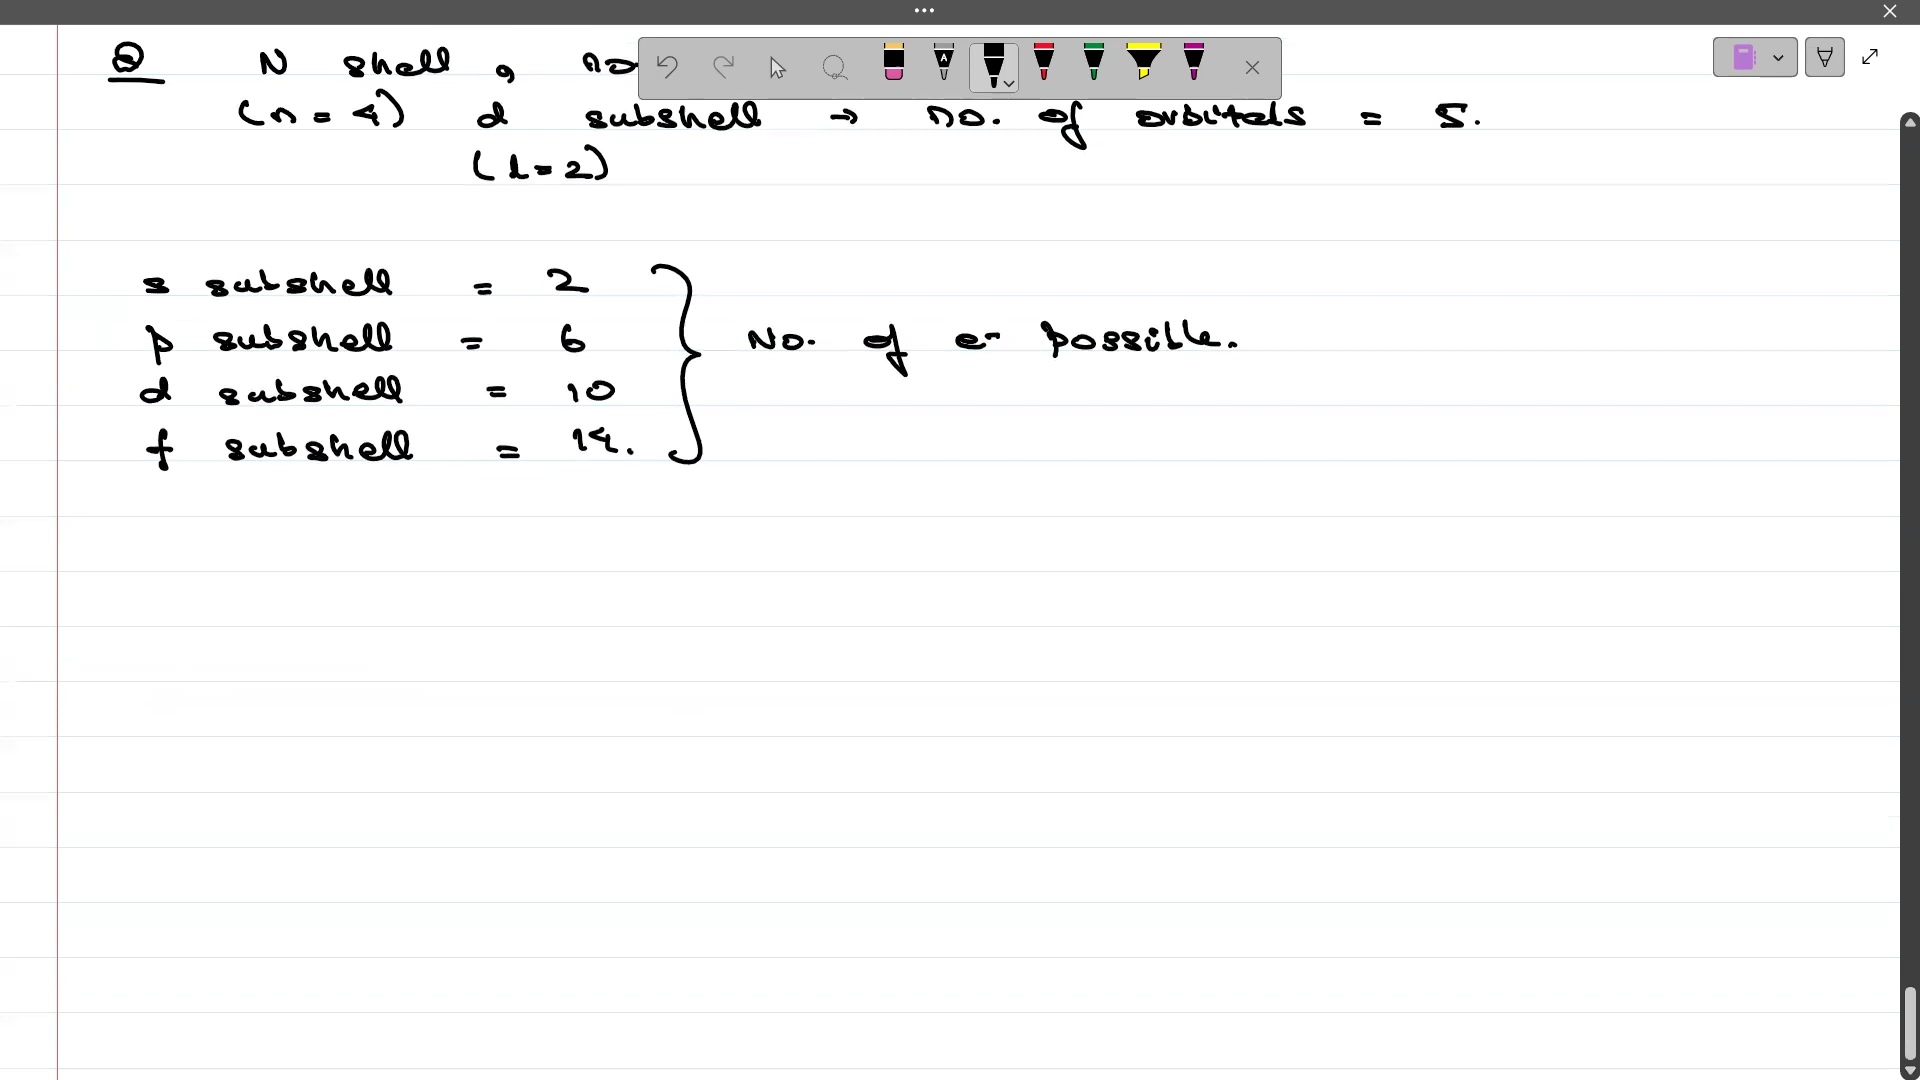 Q N shell, no
(n = 4) d subshell → no. of orbitals = 5.
(l = 2)
s subshell = 2
p subshell = 6
d subshell = 10
f subshell = 14.
No. of e- possible.